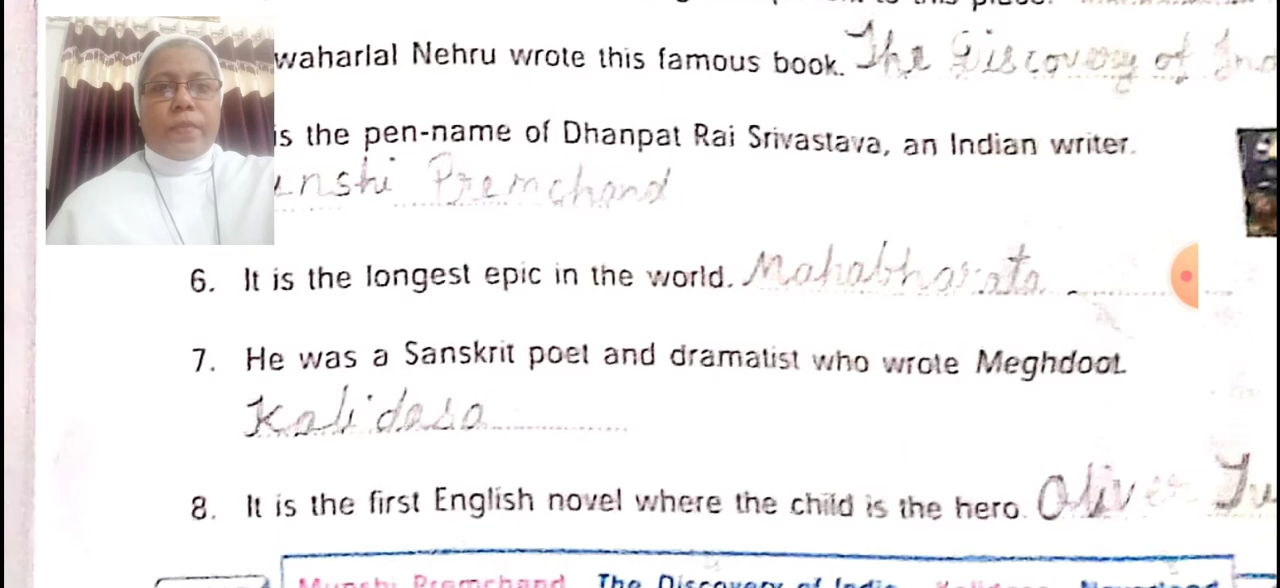 waharlal Nehru wrote this famous book. The Discovery of Ind
is the pen-name of Dhanpat Rai Srivastava, an Indian writer.
unshi Premchand
6. It is the longest epic in the world. Mahabharata
7. He was a Sanskrit poet and dramatist who wrote Meghdoot.
Kalidasa
8. It is the first English novel where the child is the hero. Oliver Tw
Munshi Premchand The Discovery of India Kalidasa